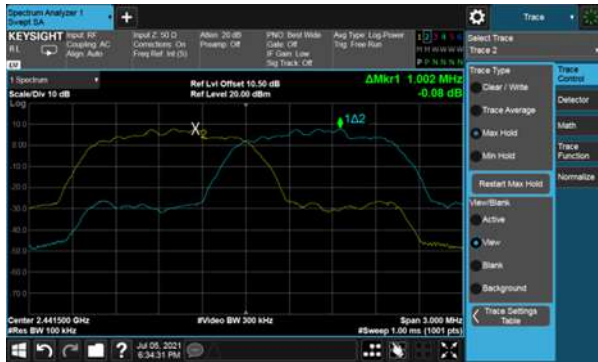 Spectrum Analyzer 1
Swept SA
+
Trace
KEYSIGHT
Input: RF
Input Z: 50 Ω
Atten: 20 dB
PNO: Best Wide
Avg Type: Log-Power
1 2 3 4 5 6
Select Trace
RL
Coupling: AC
Corrections: On
Preamp: Off
Gate: Off
Trig: Free Run
Trace 2
Align: Auto
Freq Ref: Int (S)
IF Gain: Low
Sig Track: Off
P P N N N N
1 Spectrum
Ref Lvl Offset 10.50 dB
ΔMkr1 1.002 MHz
Scale/Div 10 dB
Ref Level 20.00 dBm
-0.08 dB
Log
10.0
0.00
-10.0
-20.0
-30.0
-40.0
-50.0
-60.0
-70.0
X2
1Δ2
Center 2.441500 GHz
#Video BW 300 kHz
Span 3.000 MHz
#Res BW 100 kHz
#Sweep 1.00 ms (1001 pts)
Trace Type
Clear / Write
Trace Average
Max Hold
Min Hold
Restart Max Hold
View/Blank
Active
View
Blank
Background
Trace Settings
Table
Trace
Control
Detector
Math
Trace
Function
Normalize
?
Jul 05, 2021
6:34:31 PM